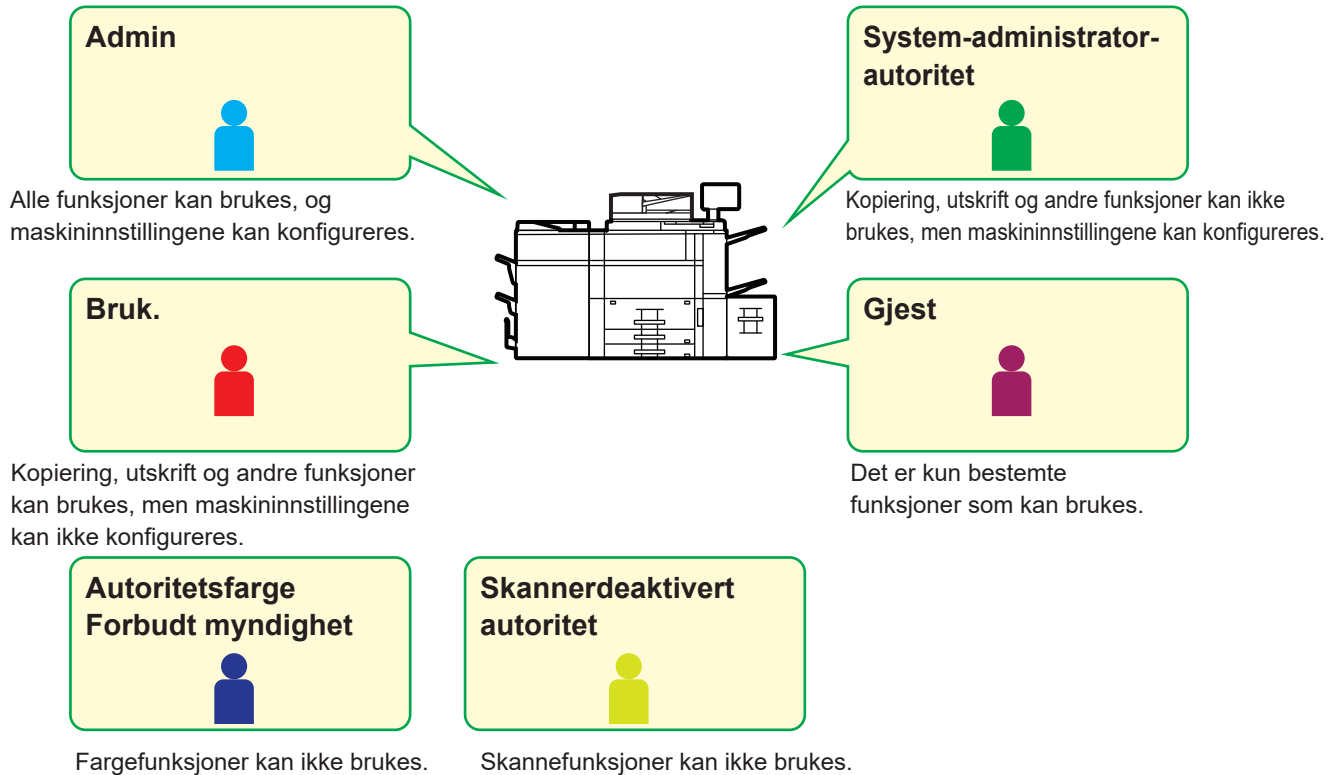 Admin
Alle funksjoner kan brukes, og
maskininnstillingene kan konfigureres.
System-administrator-
autoritet
Kopiering, utskrift og andre funksjoner kan ikke
brukes, men maskininnstillingene kan konfigureres.
Bruk.
Kopiering, utskrift og andre funksjoner
kan brukes, men maskininnstillingene
kan ikke konfigureres.
Gjest
Det er kun bestemte
funksjoner som kan brukes.
Autoritetsfarge
Forbudt myndighet
Fargefunksjoner kan ikke brukes.
Skannerdeaktivert
autoritet
Skannefunksjoner kan ikke brukes.